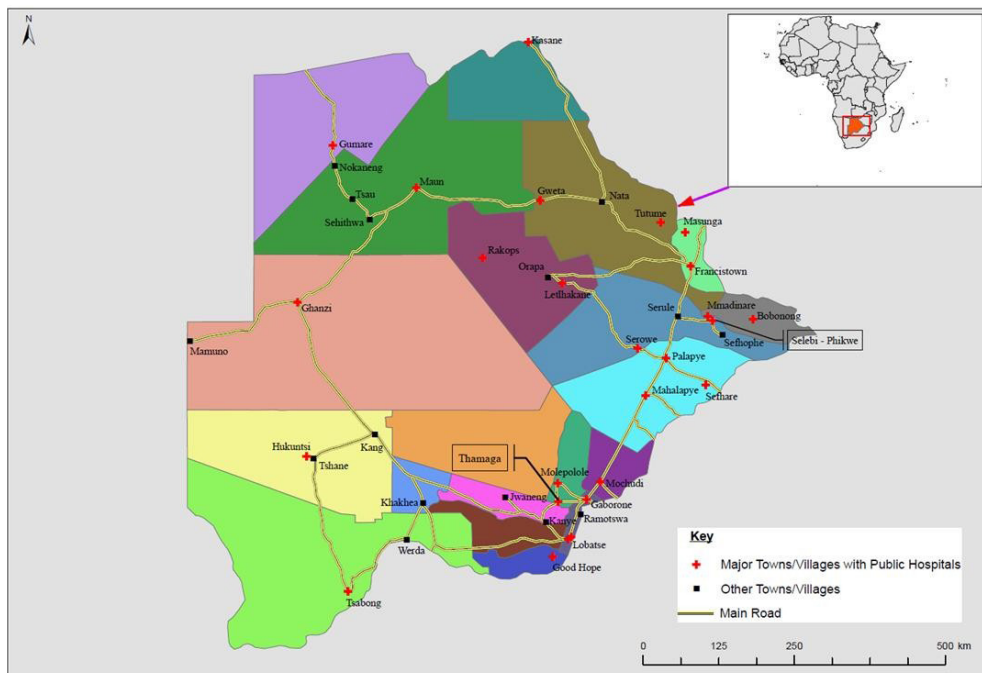 N
Kasane
Gumare
Nokaneng
Tsau
Maun
Sehithwa
Gweta
Nata
Tutume
Masunga
Rakops
Orapa
Letlhakane
Francistown
Ghanzi
Mamuno
Serule
Mmadinare
Bobonong
Selebi - Phikwe
Sefhophe
Serowe
Palapye
Mahalapye
Sefhare
Hukuntsi
Kang
Tshane
Thamaga
Molepolole
Mochudi
Jwaneng
Gaborone
Khakhea
Kanye
Ramotswa
Werda
Lobatse
Good Hope
Tsabong
Key
Major Towns/Villages with Public Hospitals
Other Towns/Villages
Main Road
0 125 250 500 km